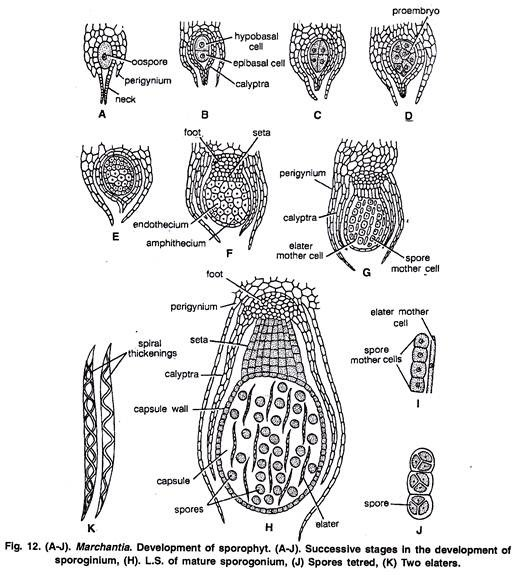 proembryo
hypobasal
cell
oospore
epibasal cell
perigynium
calyptra
neck
A
B
C
D
foot
seta
perigynium
calyptra
endothecium
amphithecium
elater
mother cell
spore
mother cell
E
F
G
foot
perigynium
elater mother
cell
spiral
thickenings
seta
spore
mother cells
calyptra
capsule wall
I
capsule
spore
spores
elater
K
H
J
Fig. 12. (A-J). Marchantia. Development of sporophyt. (A-J). Successive stages in the development of
sporoginium, (H). L.S. of mature sporogonium, (J) Spores tetred, (K) Two elaters.